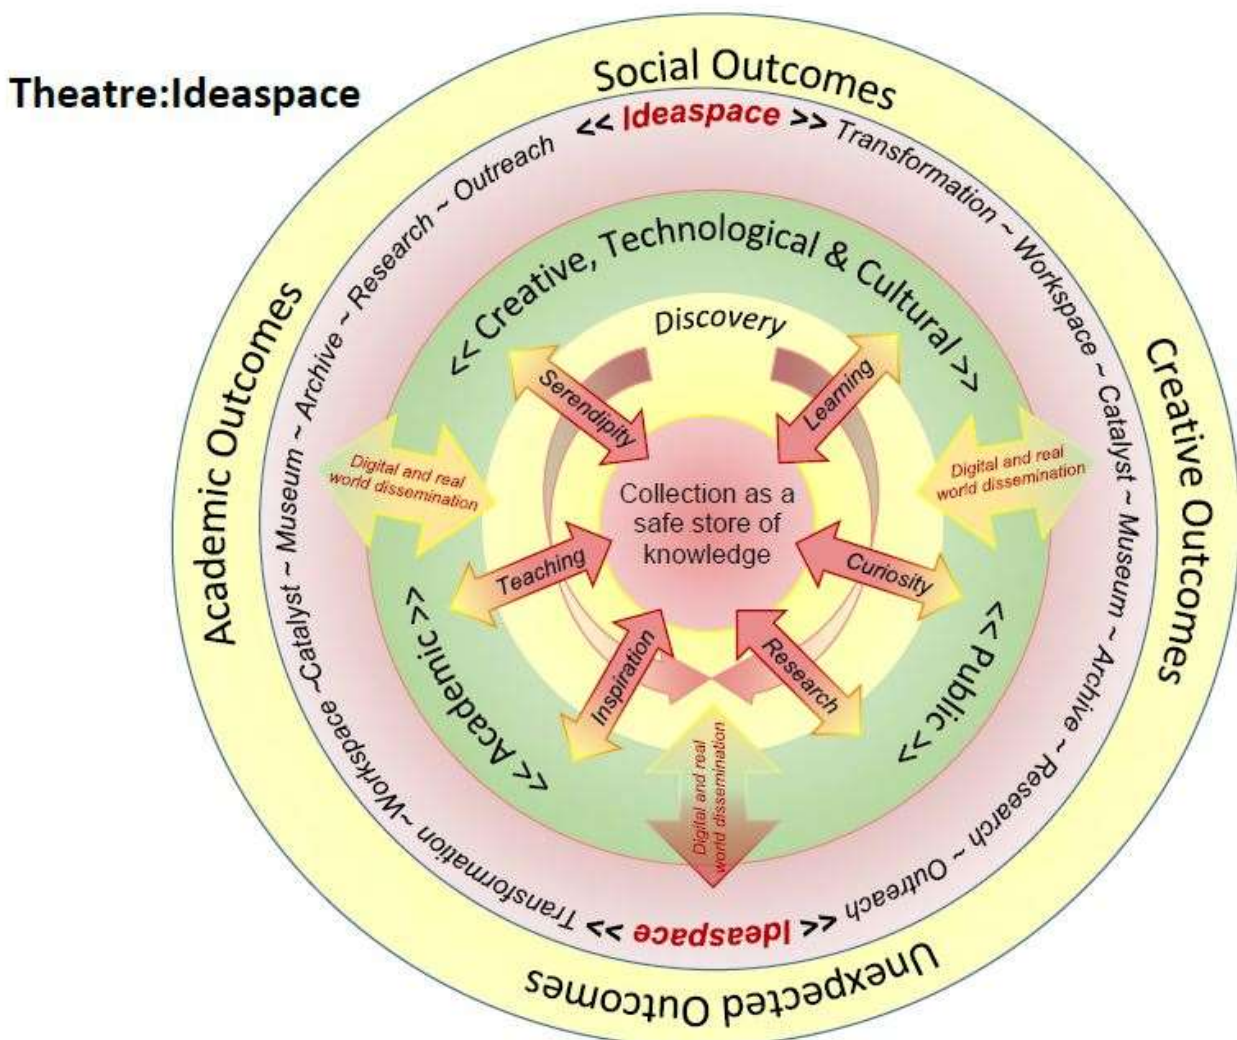 Theatre:Ideaspace
Social Outcomes
<< Ideaspace >>
Transformation ~ Workspace ~ Catalyst ~ Museum ~ Archive ~ Research ~ Outreach
<< Ideaspace >>
Transformation ~Workspace ~Catalyst ~ Museum ~ Archive ~ Research ~ Outreach
Academic Outcomes
Creative Outcomes
Unexpected Outcomes
<< Creative, Technological & Cultural >>
<< Academic >>
<< Public >>
Discovery
Serendipity
Learning
Digital and real
world dissemination
Digital and real
world dissemination
Collection as a
safe store of
knowledge
Teaching
Curiosity
Inspiration
Research
Digital and real
world dissemination